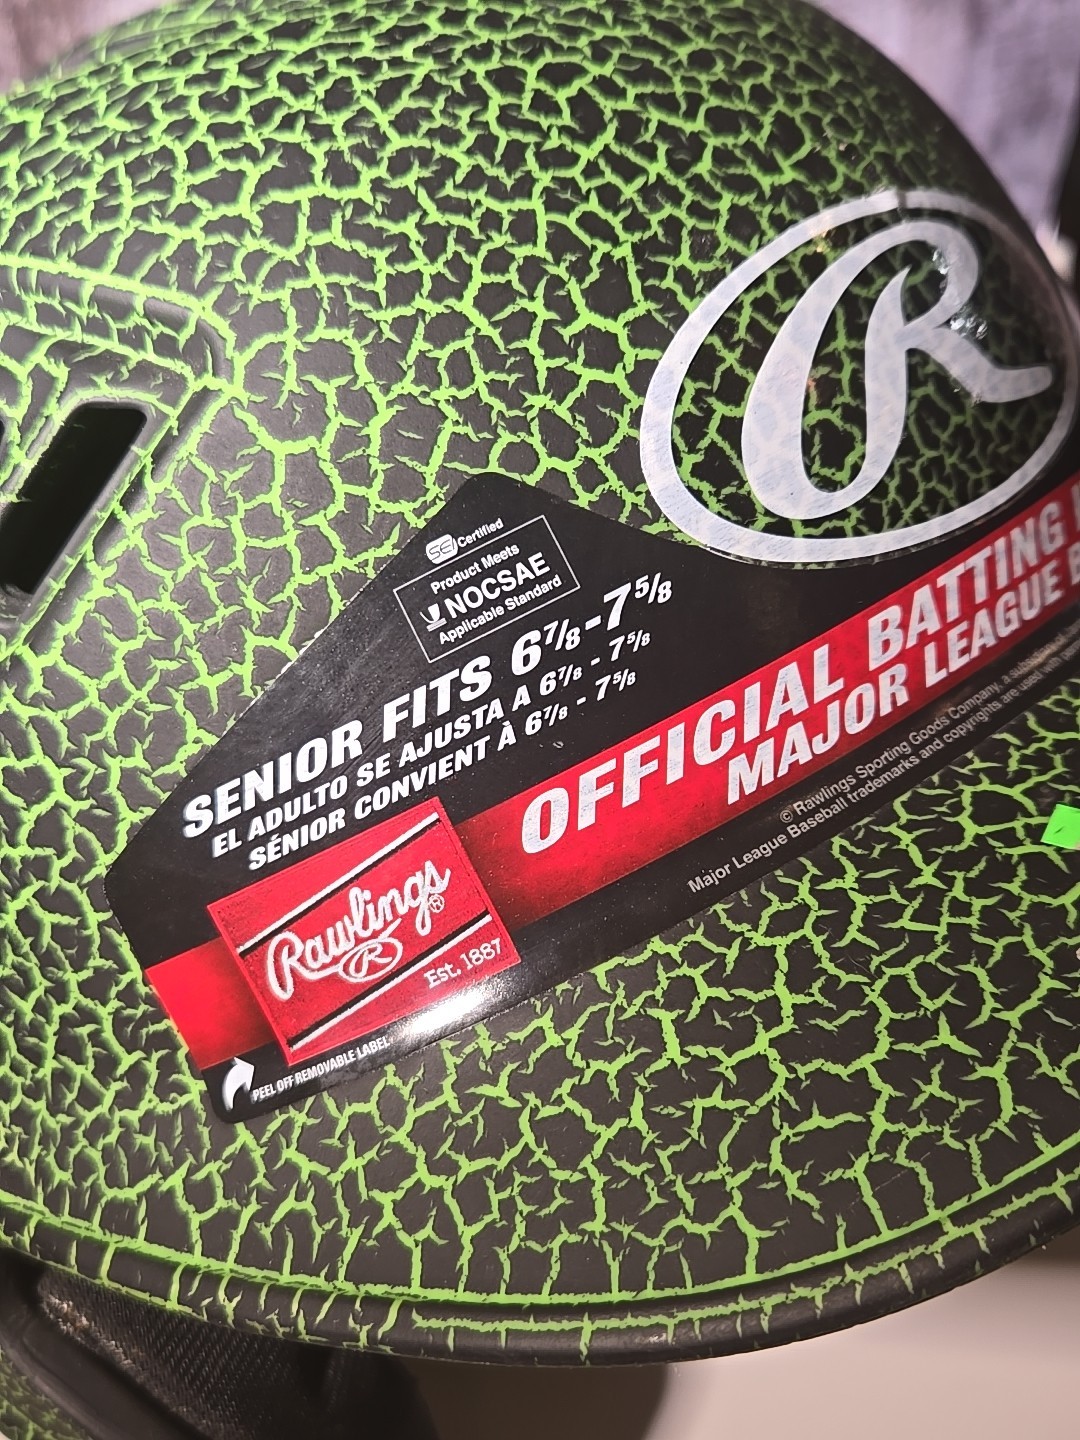 R
SEI Certified
Product Meets
NOCSAE
Applicable Standard
SENIOR FITS 6⅞-7⅝
EL ADULTO SE AJUSTA A 6⅞ - 7⅝
SÉNIOR CONVIENT À 6⅞ - 7⅝
OFFICIAL BATTING
MAJOR LEAGUE
© Rawlings Sporting Goods Company, a
Major League Baseball trademarks and copyrights are used with
Rawlings®
R
Est. 1887
PEEL OFF REMOVABLE LABEL